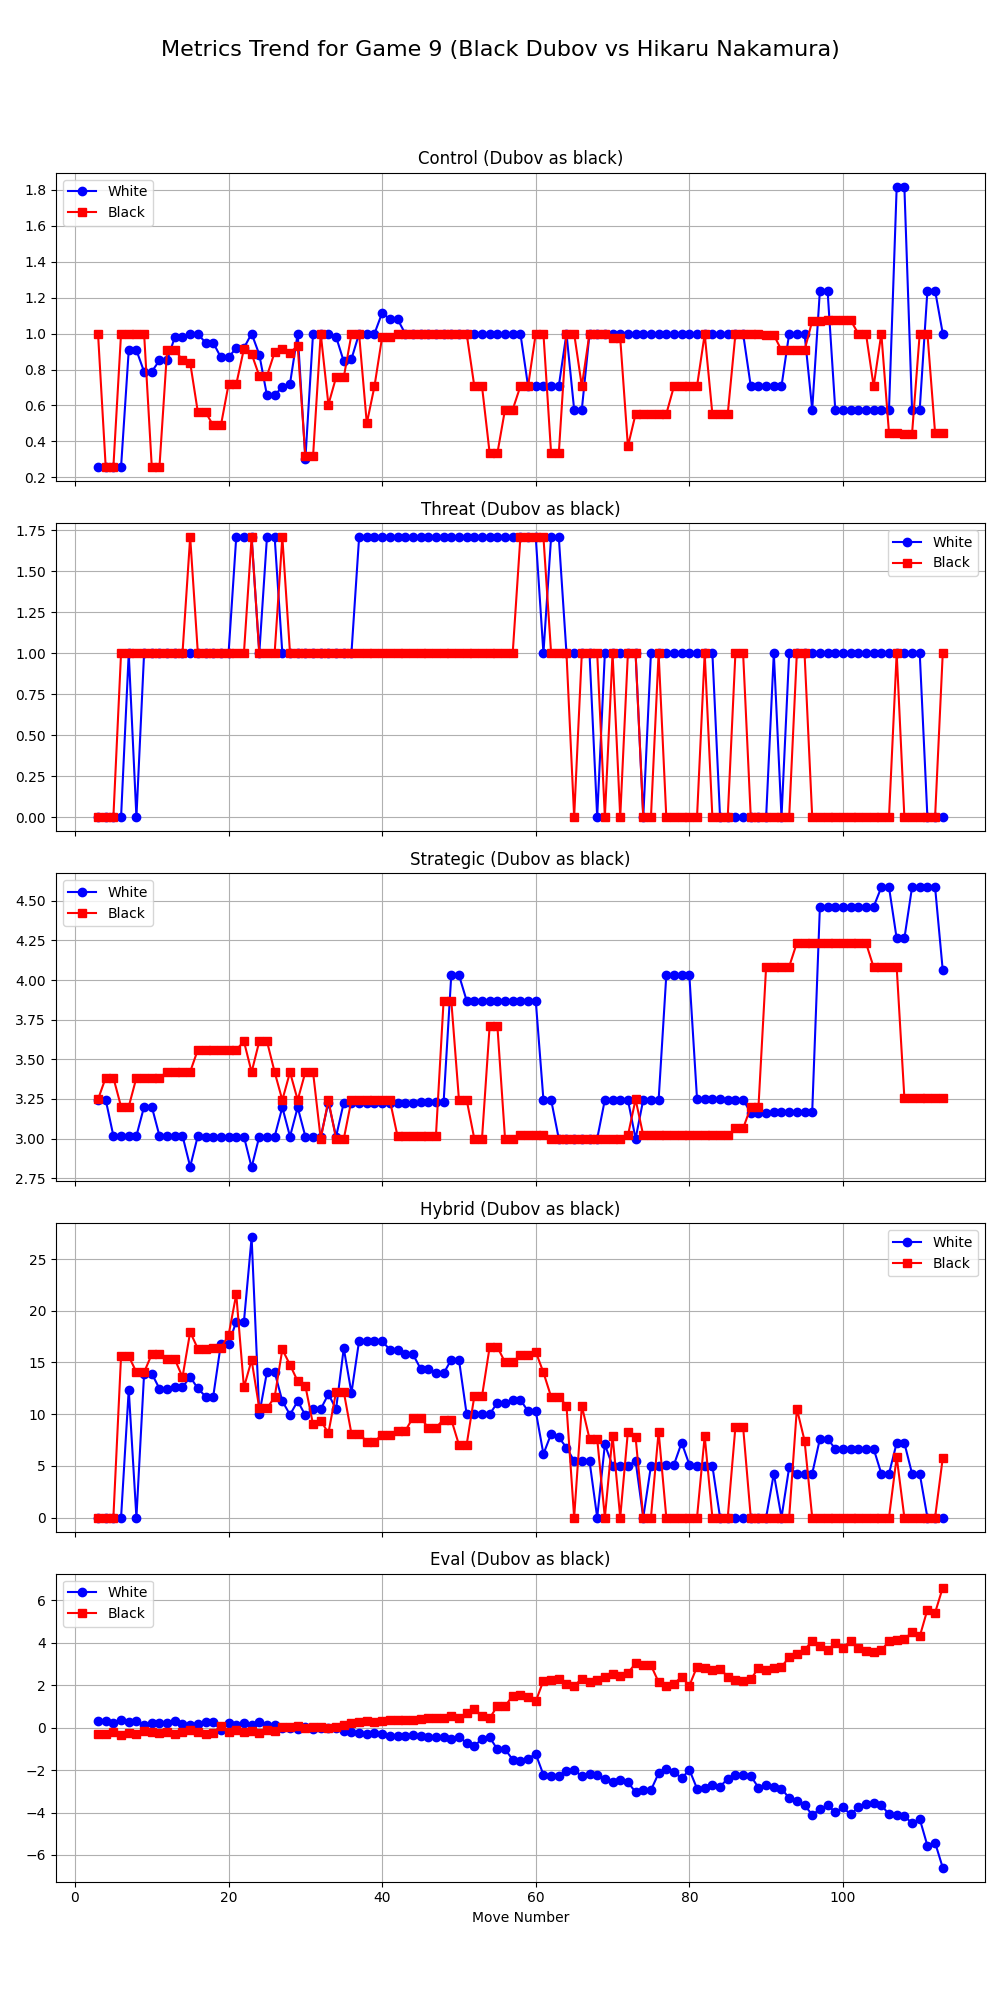 Metrics Trend for Game 9 (Black Dubov vs Hikaru Nakamura)
Control (Dubov as black)
White
Black
1.8
1.6
1.4
1.2
1.0
0.8
0.6
0.4
0.2
Threat (Dubov as black)
White
Black
1.75
1.50
1.25
1.00
0.75
0.50
0.25
0.00
Strategic (Dubov as black)
White
Black
4.50
4.25
4.00
3.75
3.50
3.25
3.00
2.75
Hybrid (Dubov as black)
White
Black
25
20
15
10
5
0
Eval (Dubov as black)
White
Black
6
4
2
0
−2
−4
−6
0 20 40 60 80 100
Move Number